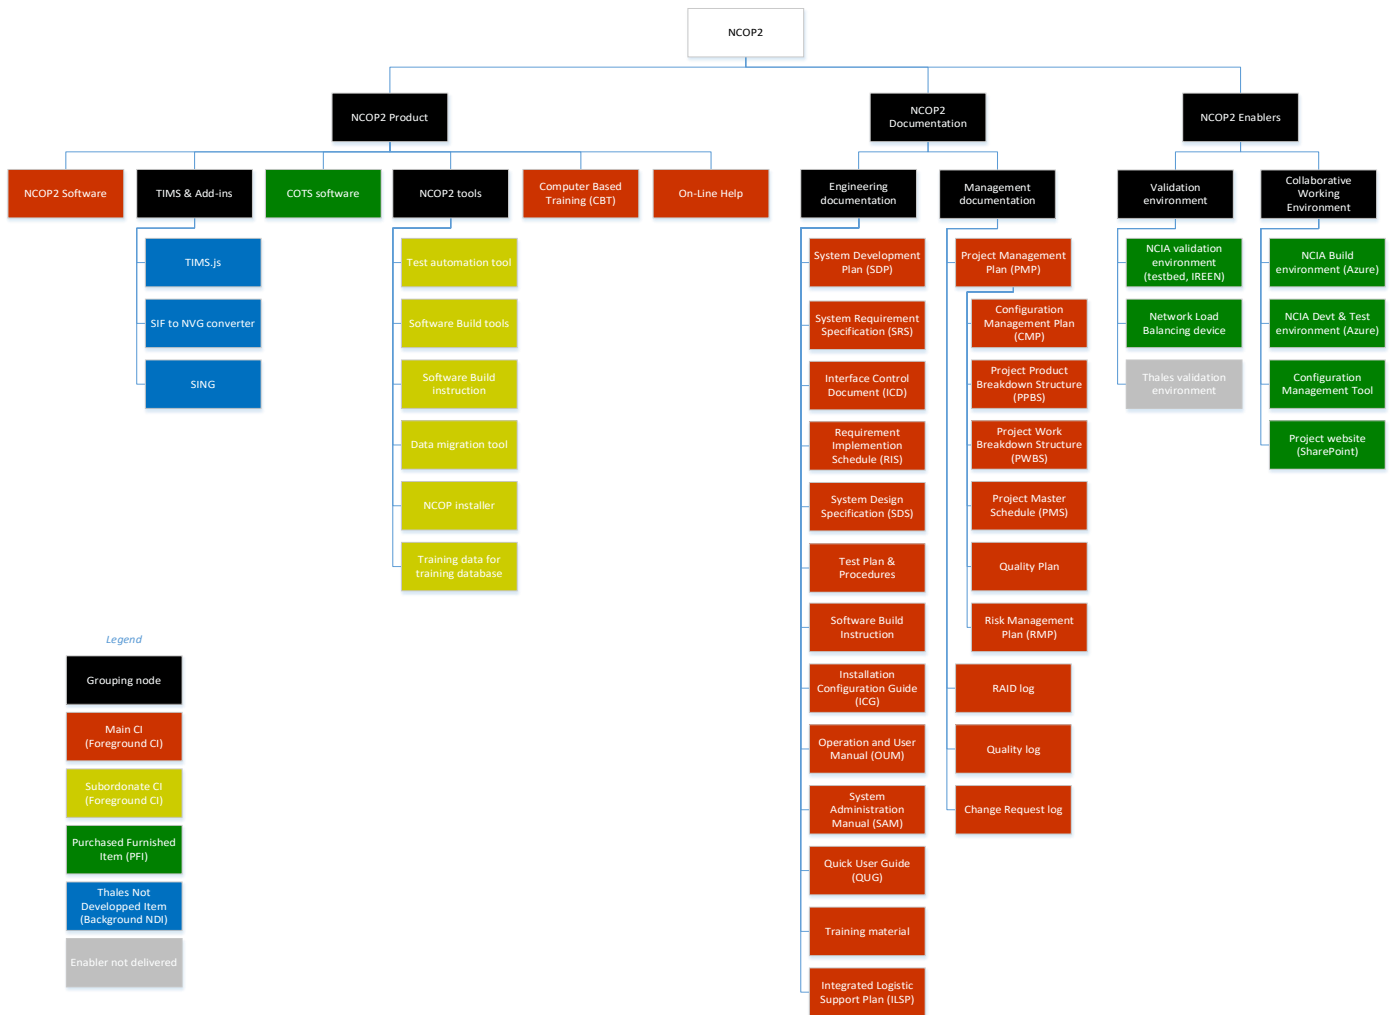 NCOP2
NCOP2 Product
NCOP2
Documentation
NCOP2 Enablers
NCOP2 Software
TIMS & Add-ins
COTS software
NCOP2 tools
Computer Based
Training (CBT)
On-Line Help
Engineering
documentation
Management
documentation
Validation
environment
Collaborative
Working
Environment
TIMS.js
SIF to NVG converter
SING
Test automation tool
Software Build tools
Software Build
instruction
Data migration tool
NCOP installer
Training data for
training database
System Development
Plan (SDP)
System Requirement
Specification (SRS)
Interface Control
Document (ICD)
Requirement
Implemention
Schedule (RIS)
System Design
Specification (SDS)
Test Plan &
Procedures
Software Build
Instruction
Installation
Configuration Guide
(ICG)
Operation and User
Manual (OUM)
System
Administration
Manual (SAM)
Quick User Guide
(QUG)
Training material
Integrated Logistic
Support Plan (ILSP)
Project Management
Plan (PMP)
Configuration
Management Plan
(CMP)
Project Product
Breakdown Structure
(PPBS)
Project Work
Breakdown Structure
(PWBS)
Project Master
Schedule (PMS)
Quality Plan
Risk Management
Plan (RMP)
RAID log
Quality log
Change Request log
NCIA validation
environment
(testbed, IREEN)
Network Load
Balancing device
Thales validation
environment
NCIA Build
environment (Azure)
NCIA Devt & Test
environment (Azure)
Configuration
Management Tool
Project website
(SharePoint)
Legend
Grouping node
Main CI
(Foreground CI)
Subordonate CI
(Foreground CI)
Purchased Furnished
Item (PFI)
Thales Not
Developped Item
(Background NDI)
Enabler not delivered